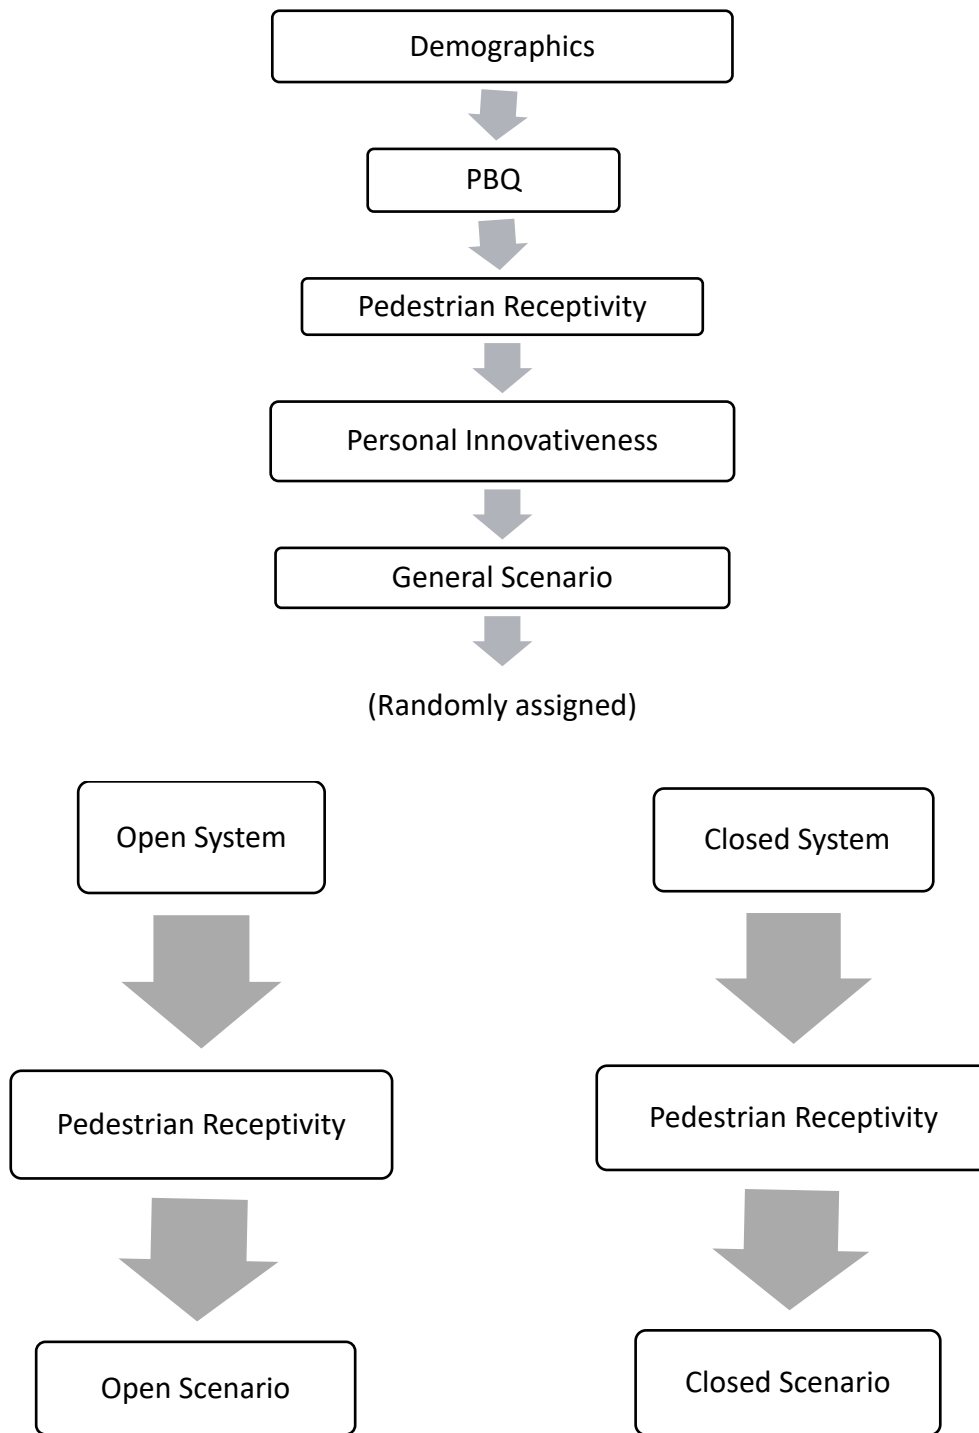 Demographics
PBQ
Pedestrian Receptivity
Personal Innovativeness
General Scenario
(Randomly assigned)
Open System
Closed System
Pedestrian Receptivity
Pedestrian Receptivity
Open Scenario
Closed Scenario